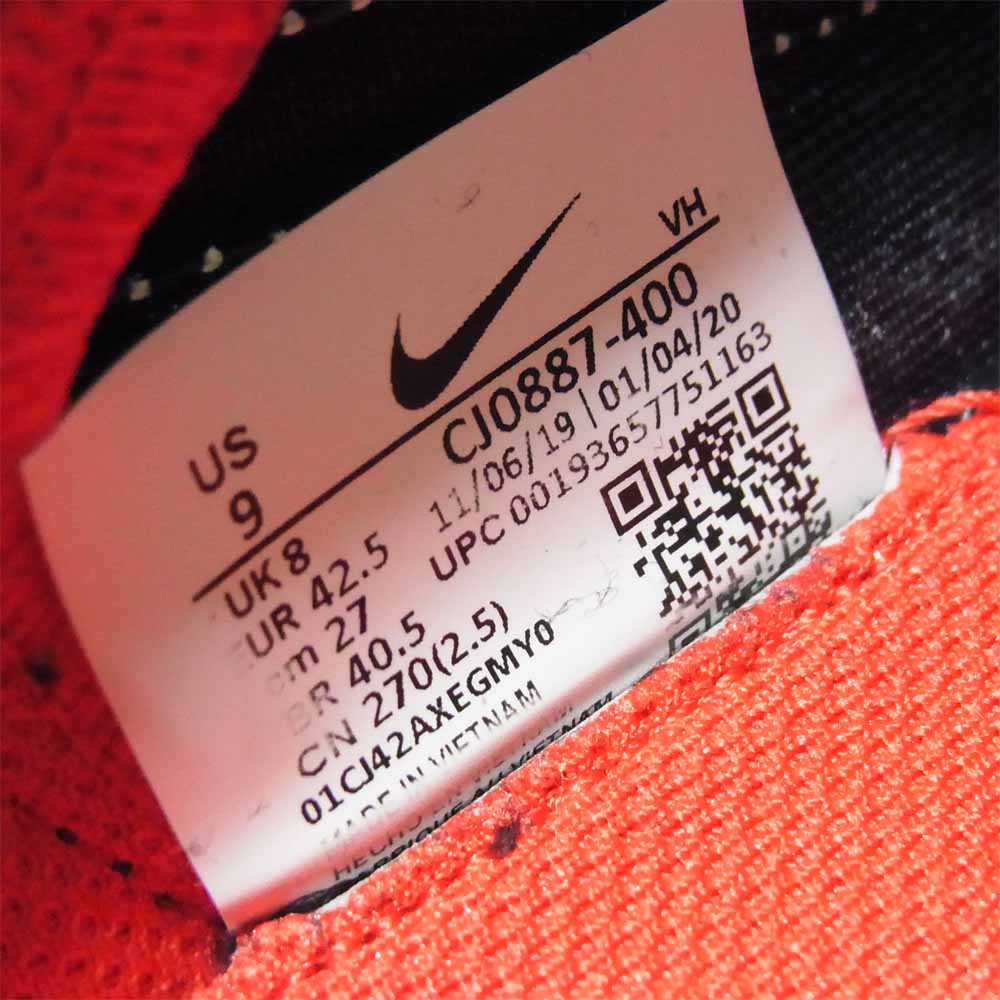 VH
CJ0887-400
11/06/19 | 01/04/20
UPC 00193657751163
US
9
UK 8
EUR 42.5
cm 27
BR 40.5
CN 270(2.5)
01CJ42AXEGMY0
MADE IN VIETNAM